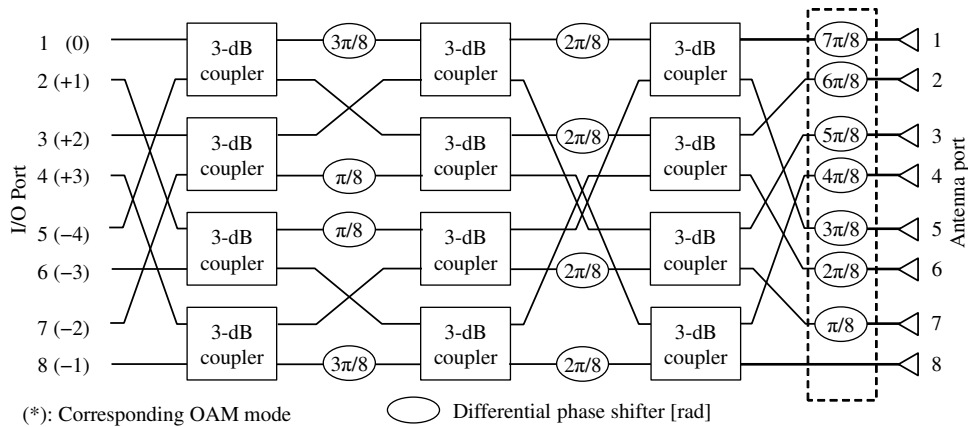 I/O Port
1 (0)
2 (+1)
3 (+2)
4 (+3)
5 (−4)
6 (−3)
7 (−2)
8 (−1)
3-dB
coupler
3-dB
coupler
3-dB
coupler
3-dB
coupler
3π/8
π/8
π/8
3π/8
3-dB
coupler
3-dB
coupler
3-dB
coupler
3-dB
coupler
2π/8
2π/8
2π/8
2π/8
3-dB
coupler
3-dB
coupler
3-dB
coupler
3-dB
coupler
7π/8
6π/8
5π/8
4π/8
3π/8
2π/8
π/8
1
2
3
4
5
6
7
8
Antenna port
(*): Corresponding OAM mode
Differential phase shifter [rad]